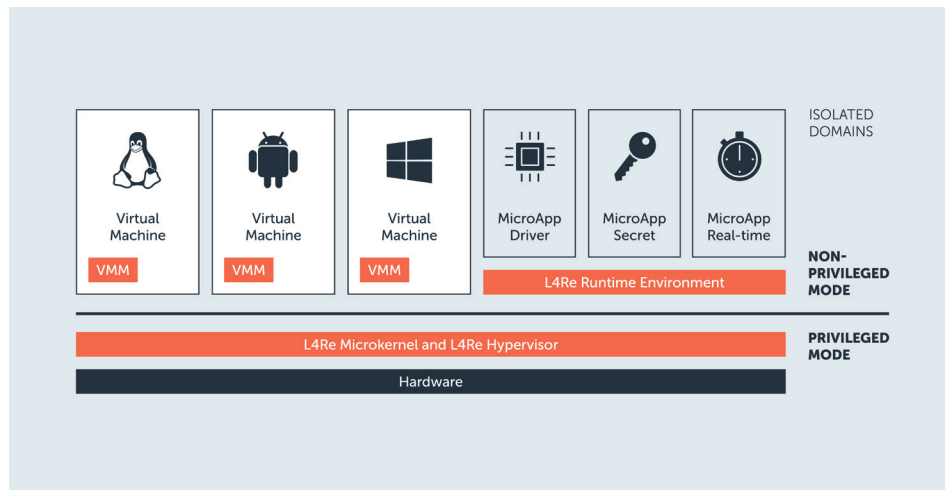 ISOLATED
DOMAINS
Virtual
Machine
VMM
Virtual
Machine
VMM
Virtual
Machine
VMM
MicroApp
Driver
MicroApp
Secret
MicroApp
Real-time
L4Re Runtime Environment
NON-
PRIVILEGED
MODE
L4Re Microkernel and L4Re Hypervisor
PRIVILEGED
MODE
Hardware